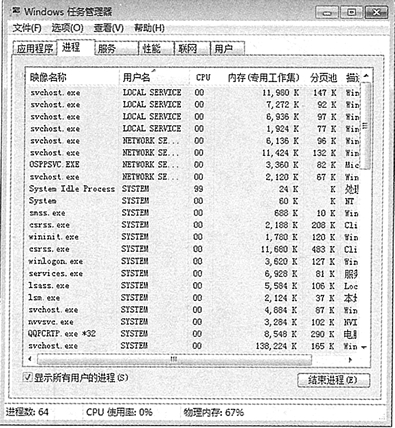 Windows 任务管理器
文件(F) 选项(O) 查看(V) 帮助(H)
应用程序 进程 服务 性能 联网 用户
映像名称 用户名 CPU 内存(专用工作集) 分页池 描述
svchost.exe LOCAL SERVICE 00 11,980 K 147 K Win
svchost.exe LOCAL SERVICE 00 7,272 K 92 K Win
svchost.exe LOCAL SERVICE 00 6,936 K 97 K Win
svchost.exe LOCAL SERVICE 00 1,924 K 77 K Win
svchost.exe NETWORK SE... 00 6,136 K 96 K Win
svchost.exe NETWORK SE... 00 11,424 K 132 K Win
OSPPSVC.EXE NETWORK SE... 00 3,360 K 82 K Mic
svchost.exe NETWORK SE... 00 2,120 K 67 K Win
System Idle Process SYSTEM 99 24 K K 处理
System SYSTEM 00 60 K K NT
smss.exe SYSTEM 00 688 K 10 K Win
csrss.exe SYSTEM 00 2,188 K 208 K Cli
wininit.exe SYSTEM 00 1,780 K 120 K Win
csrss.exe SYSTEM 00 11,680 K 483 K Cli
winlogon.exe SYSTEM 00 3,620 K 127 K Win
services.exe SYSTEM 00 6,928 K 81 K 服务
lsass.exe SYSTEM 00 5,584 K 106 K Loc
lsm.exe SYSTEM 00 2,124 K 37 K 本地
svchost.exe SYSTEM 00 4,884 K 87 K Win
nvvsvc.exe SYSTEM 00 3,284 K 102 K NVI
QQPCRTP.exe *32 SYSTEM 00 8,548 K 290 K 电脑
svchost.exe SYSTEM 00 138,224 K 165 K Win
显示所有用户的进程(S) 结束进程(E)
进程数: 64 CPU 使用率: 0% 物理内存: 67%